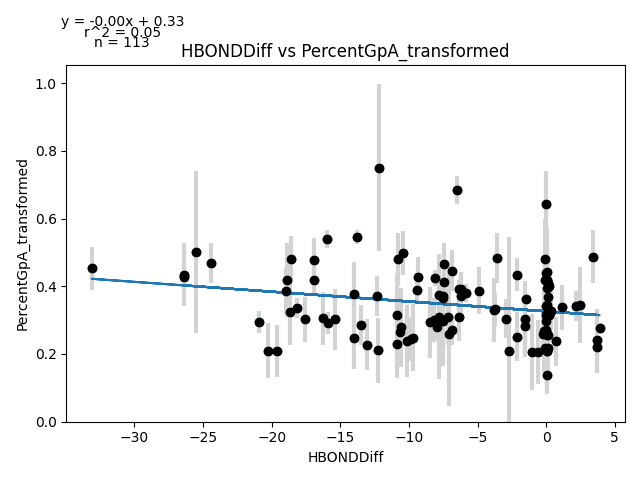 y = -0.00x + 0.33
r^2 = 0.05
n = 113
HBONDDiff vs PercentGpA_transformed
PercentGpA_transformed
1.0
0.8
0.6
0.4
0.2
0.0
−30 −25 −20 −15 −10 −5 0 5
HBONDDiff